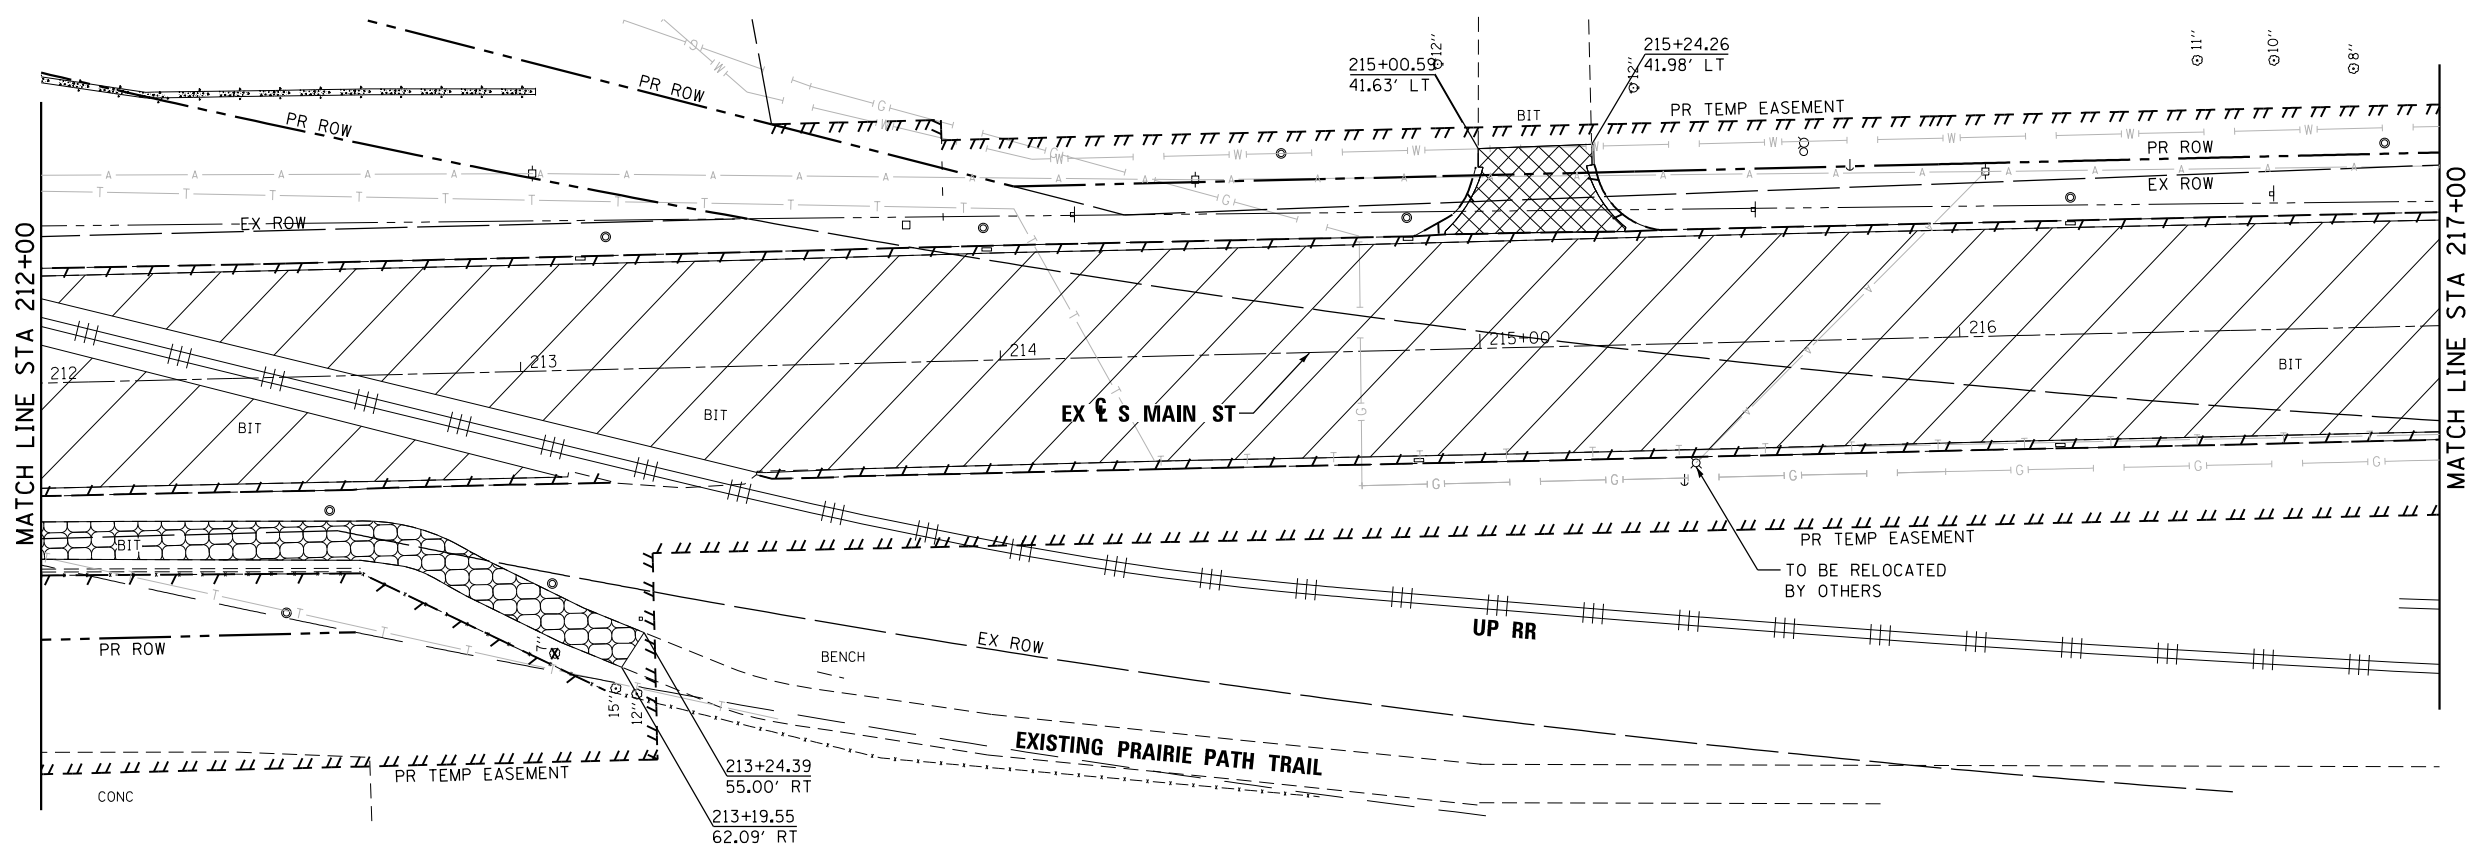 MATCH LINE STA 212+00
MATCH LINE STA 217+00
PR ROW
PR ROW
215+00.59
41.63' LT
12"
215+24.26
41.98' LT
12"
11"
10"
8"
BIT
PR TEMP EASEMENT
PR ROW
EX ROW
EX ROW
G
W
G
W
G
W
W
W
W
W
W
W
G
A A A A A A A A A A A A A A A A A A
T T T T T T T T T T T
212
213
214
215+00
216
BIT
BIT
BIT
EX ℄ S MAIN ST
T
T
G
A
A
A
A
T T T T T T T T T T T
G G G G G G
BIT
PR TEMP EASEMENT
TO BE RELOCATED
BY OTHERS
UP RR
EX ROW
BENCH
PR ROW
T
T
T
T
T
7"
15"
12"
EXISTING PRAIRIE PATH TRAIL
PR TEMP EASEMENT
CONC
213+24.39
55.00' RT
213+19.55
62.09' RT